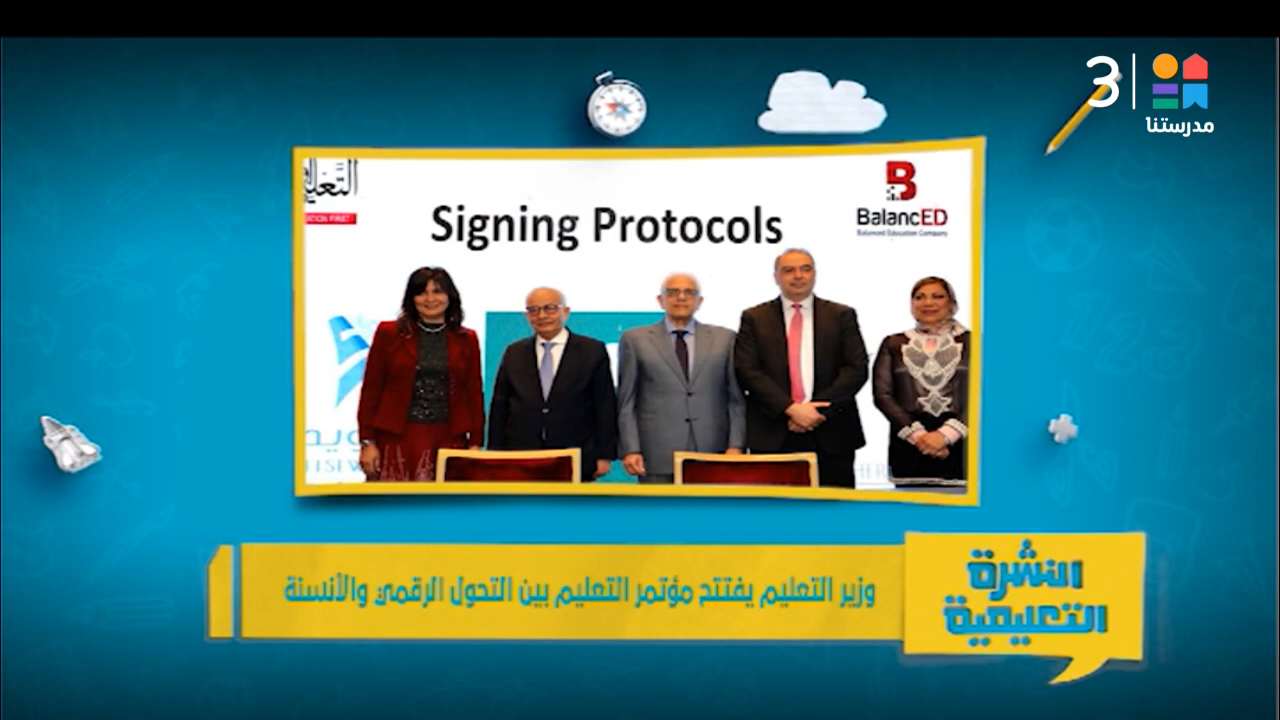 3
مدرستنا
التعليم
BalancED
Balanced Education Company
Signing Protocols
النشرة
التعليمية
وزير التعليم يفتتح مؤتمر التعليم بين التحول الرقمي والأنسنة